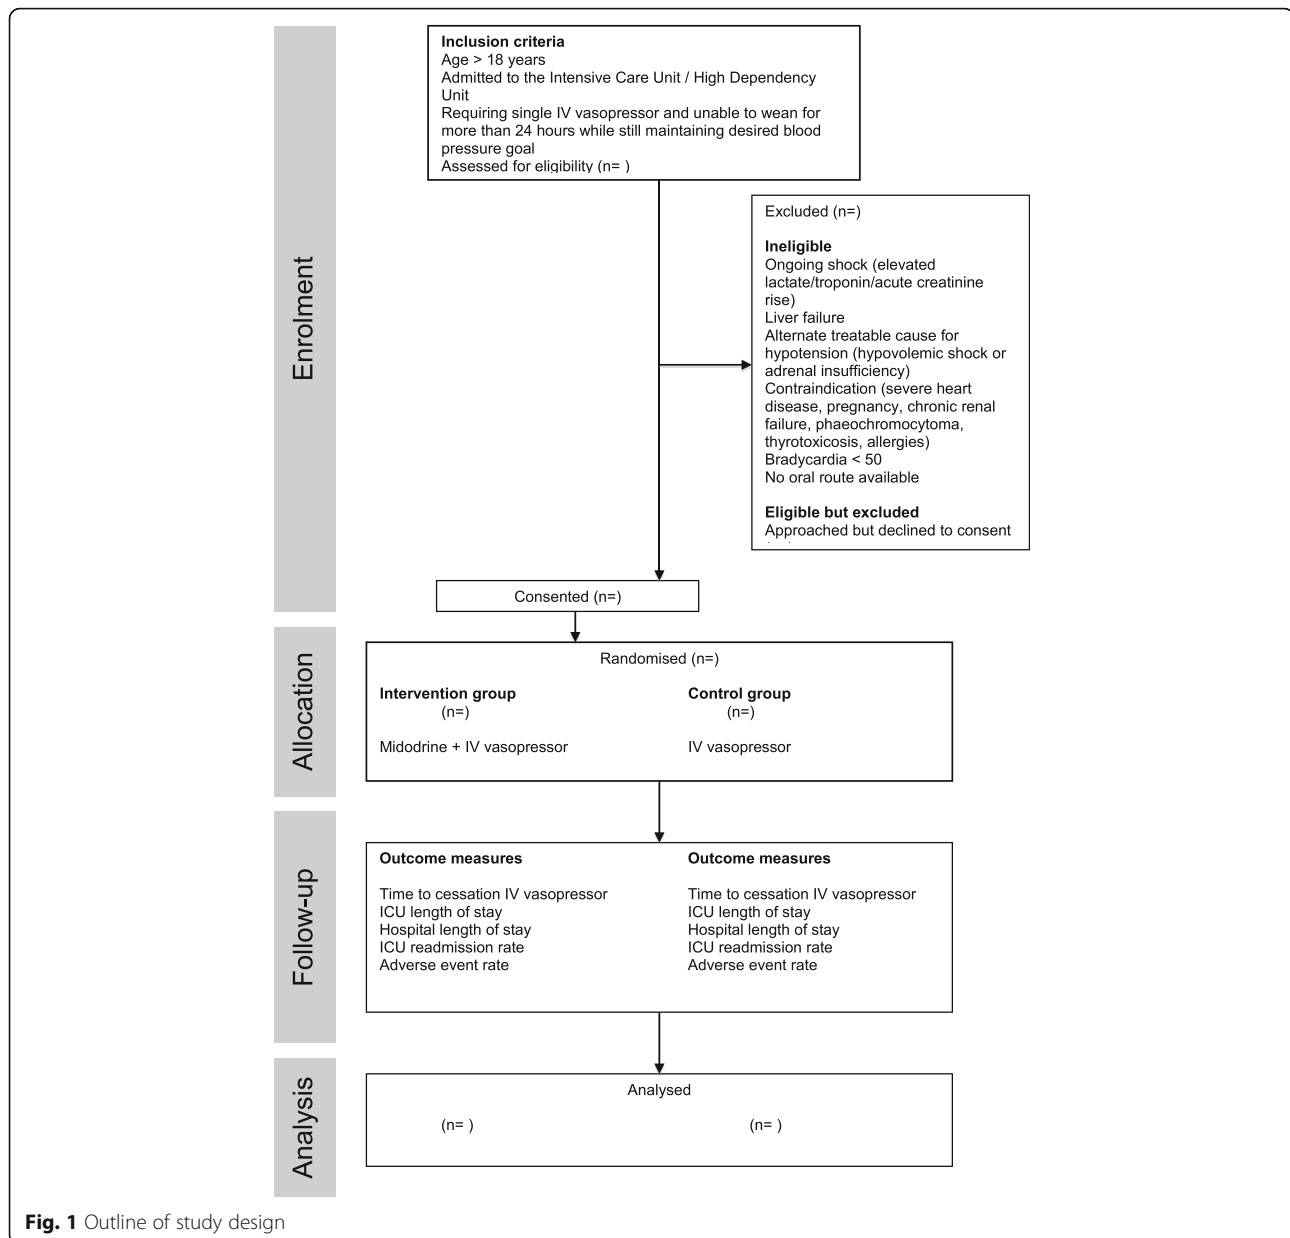 Enrolment
Inclusion criteria
Age > 18 years
Admitted to the Intensive Care Unit / High Dependency
Unit
Requiring single IV vasopressor and unable to wean for
more than 24 hours while still maintaining desired blood
pressure goal
Assessed for eligibility (n= )
Excluded (n=)
Ineligible
Ongoing shock (elevated
lactate/troponin/acute creatinine
rise)
Liver failure
Alternate treatable cause for
hypotension (hypovolemic shock or
adrenal insufficiency)
Contraindication (severe heart
disease, pregnancy, chronic renal
failure, phaeochromocytoma,
thyrotoxicosis, allergies)
Bradycardia < 50
No oral route available
Eligible but excluded
Approached but declined to consent
Consented (n=)
Allocation
Randomised (n=)
Intervention group
(n=)
Midodrine + IV vasopressor
Control group
(n=)
IV vasopressor
Follow-up
Outcome measures
Time to cessation IV vasopressor
ICU length of stay
Hospital length of stay
ICU readmission rate
Adverse event rate
Outcome measures
Time to cessation IV vasopressor
ICU length of stay
Hospital length of stay
ICU readmission rate
Adverse event rate
Analysis
Analysed
(n= )
(n= )
Fig. 1 Outline of study design